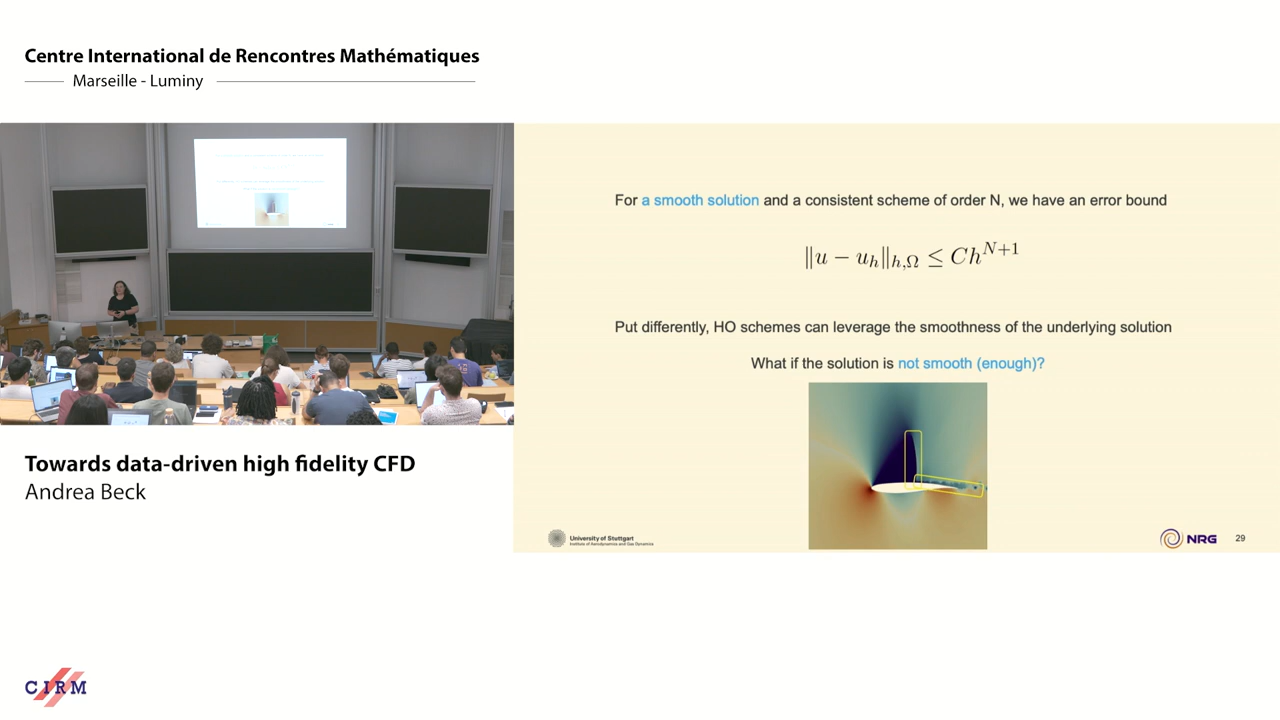 Centre International de Rencontres Mathématiques
Marseille - Luminy
For a smooth solution and a consistent scheme of order N, we have an error bound
‖u − u_h‖_{h,Ω} ≤ Ch^{N+1}
Put differently, HO schemes can leverage the smoothness of the underlying solution
What if the solution is not smooth (enough)?
University of Stuttgart
Institute of Aerodynamics and Gas Dynamics
NRG
29
Towards data-driven high fidelity CFD
Andrea Beck
CIRM